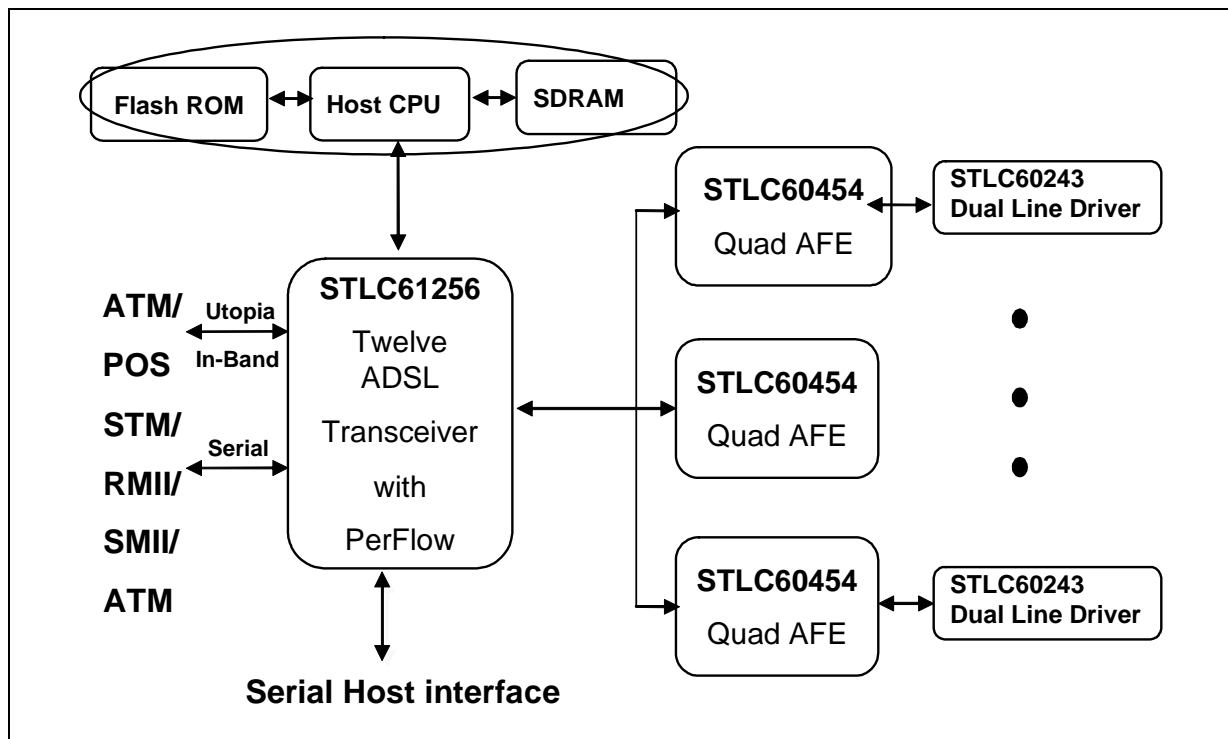 Flash ROM
Host CPU
SDRAM
STLC60454
Quad AFE
STLC60243
Dual Line Driver
STLC61256
Twelve
ADSL
Transceiver
with
PerFlow
ATM/
POS
STM/
RMII/
SMII/
ATM
Utopia
In-Band
Serial
STLC60454
Quad AFE
STLC60454
Quad AFE
STLC60243
Dual Line Driver
Serial Host interface